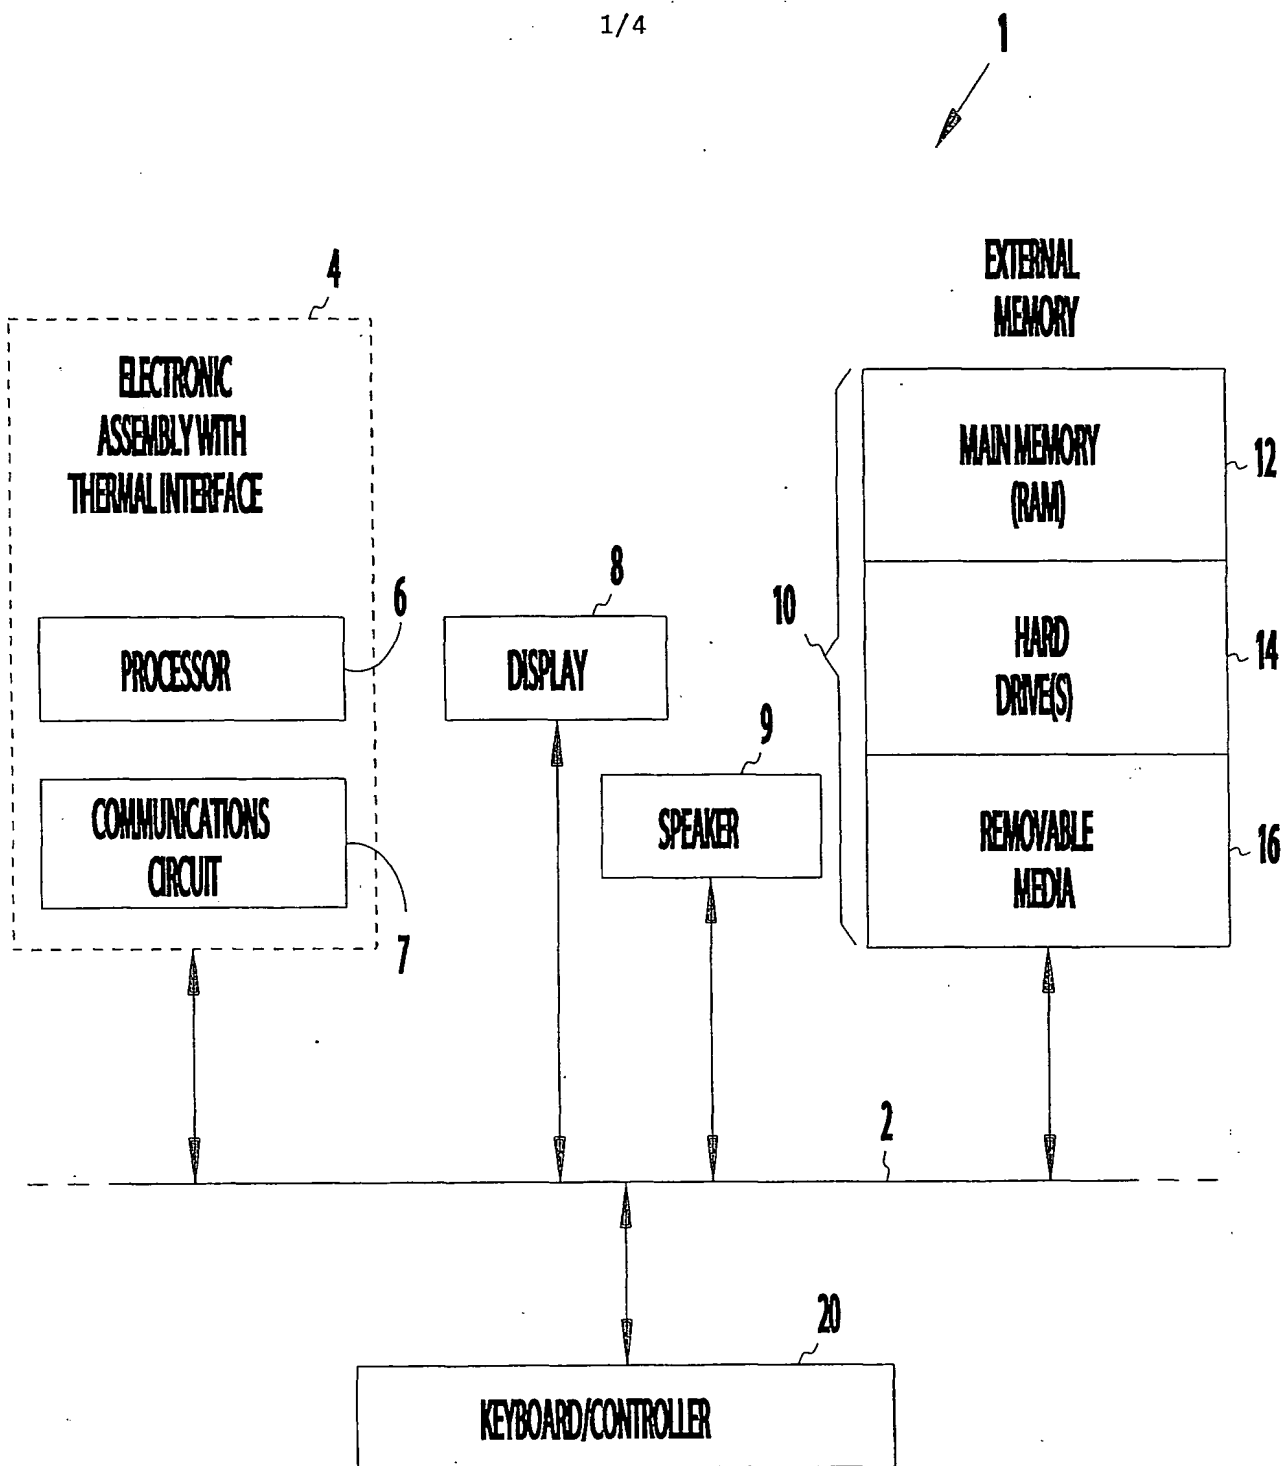 1/4
1
EXTERNAL
MEMORY
4
ELECTRONIC
ASSEMBLY WITH
THERMAL INTERFACE
MAIN MEMORY
(RAM)
12
6
PROCESSOR
8
DISPLAY
10
HARD
DRIVE(S)
14
9
SPEAKER
COMMUNICATIONS
CIRCUIT
7
REMOVABLE
MEDIA
16
2
20
KEYBOARD/CONTROLLER